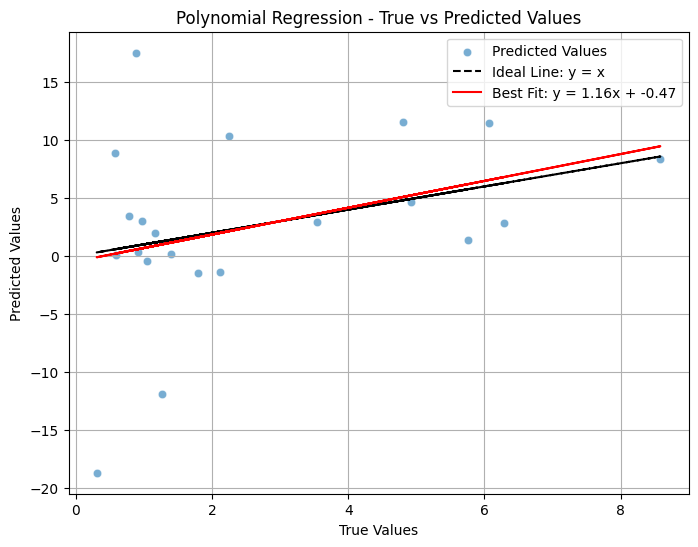 Polynomial Regression - True vs Predicted Values
Predicted Values
Ideal Line: y = x
Best Fit: y = 1.16x + -0.47
Predicted Values
15
10
5
0
−5
−10
−15
−20
0 2 4 6 8
True Values